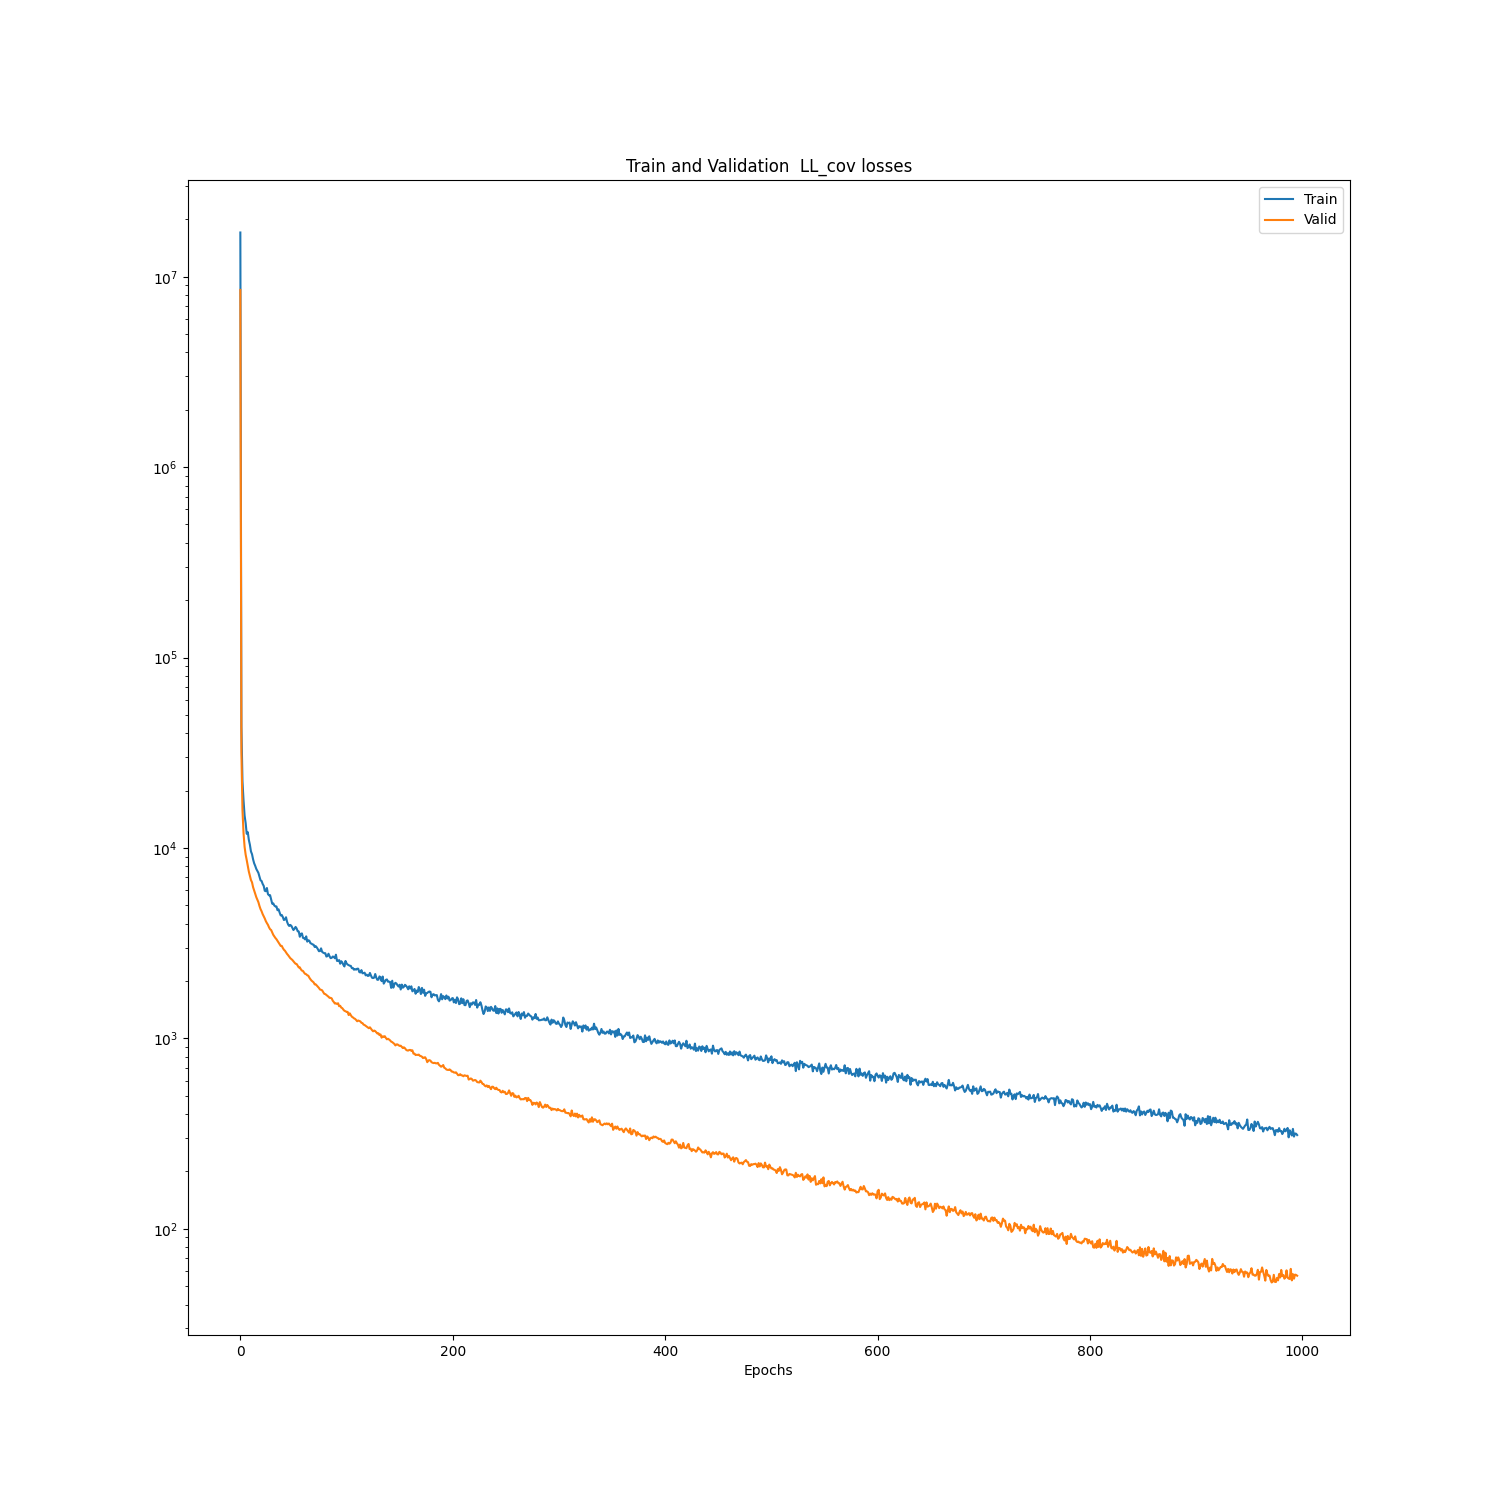 Train and Validation  LL_cov losses
Train
Valid
10⁷
10⁶
10⁵
10⁴
10³
10²
0 200 400 600 800 1000
Epochs